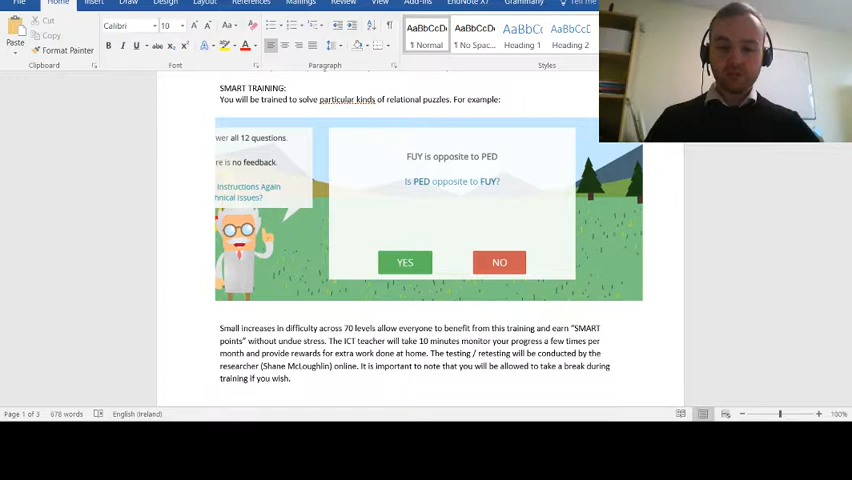 File
Home
Insert
Draw
Design
Layout
References
Mailings
Review
View
Add-ins
EndNote X7
Grammarly
Tell me
Paste
Cut
Copy
Format Painter
Clipboard
Calibri
10
Font
Paragraph
AaBbCcDc AaBbCcDc AaBbC AaBbCcC
¶ Normal ¶ No Spac... Heading 1 Heading 2
Styles
SMART TRAINING:
You will be trained to solve particular kinds of relational puzzles. For example:
wer all 12 questions.
re is no feedback.
Instructions Again
hnical Issues?
FUY is opposite to PED
Is PED opposite to FUY?
YES
NO
Small increases in difficulty across 70 levels allow everyone to benefit from this training and earn "SMART
points" without undue stress. The ICT teacher will take 10 minutes monitor your progress a few times per
month and provide rewards for extra work done at home. The testing / retesting will be conducted by the
researcher (Shane McLoughlin) online. It is important to note that you will be allowed to take a break during
training if you wish.
Page 1 of 3
678 words
English (Ireland)
100%